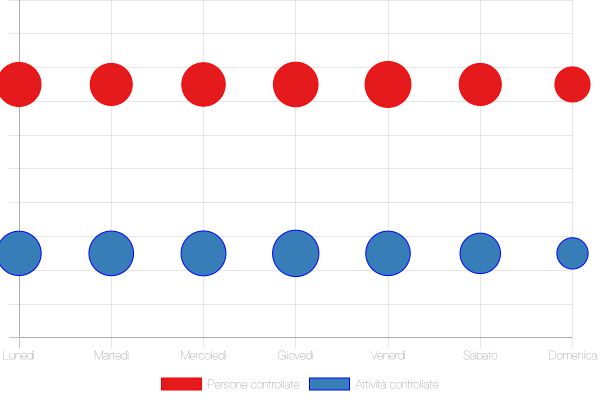 Lunedì Martedì Mercoledì Giovedì Venerdì Sabato Domenica
Persone controllate Attività controllate